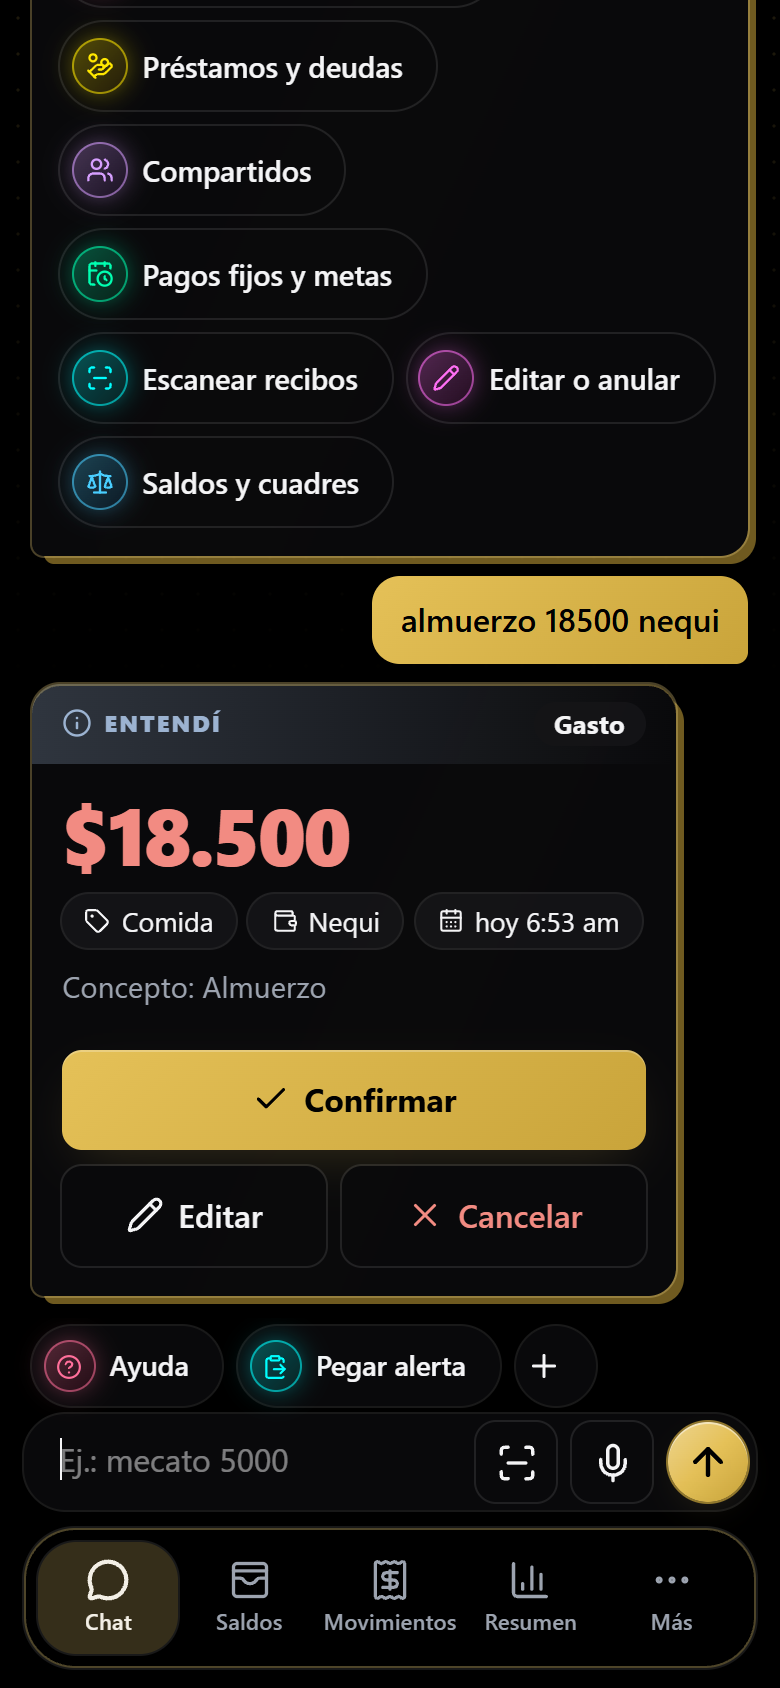 Préstamos y deudas
Compartidos
Pagos fijos y metas
Escanear recibos
Editar o anular
Saldos y cuadres
almuerzo 18500 nequi
ENTENDÍ
Gasto
$18.500
Comida
Nequi
hoy 6:53 am
Concepto: Almuerzo
Confirmar
Editar
Cancelar
Ayuda
Pegar alerta
Ej.: mecato 5000
Chat
Saldos
Movimientos
Resumen
Más